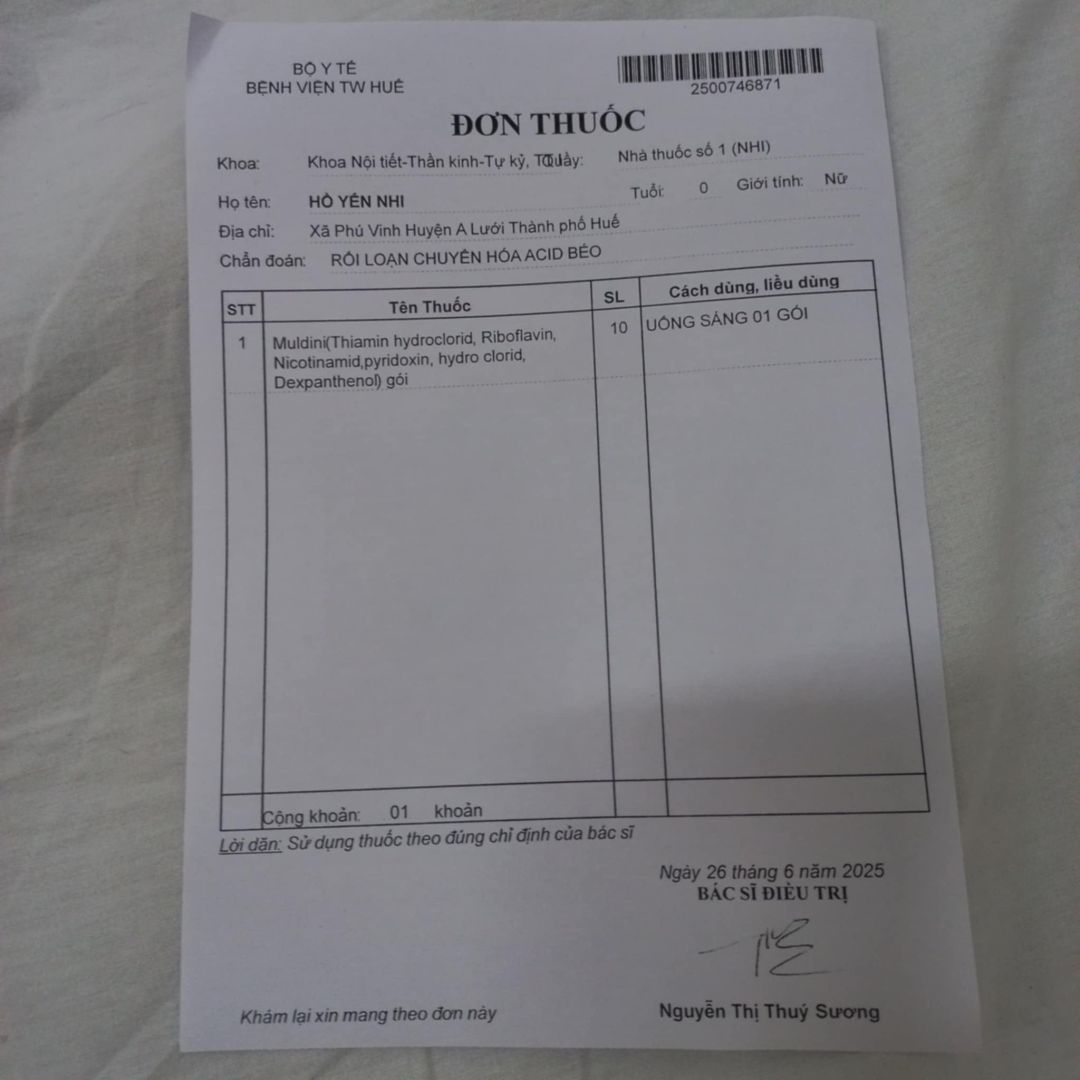 BỘ Y TẾ
BỆNH VIỆN TW HUẾ
2500746871
ĐƠN THUỐC
Khoa: Khoa Nội tiết-Thần kinh-Tự kỷ, Quầy: Nhà thuốc số 1 (NHI)
Họ tên: HỒ YẾN NHI Tuổi: 0 Giới tính: Nữ
Địa chỉ: Xã Phú Vinh Huyện A Lưới Thành phố Huế
Chẩn đoán: RỐI LOẠN CHUYỂN HÓA ACID BÉO
STT Tên Thuốc SL Cách dùng, liều dùng
1 Muldini(Thiamin hydroclorid, Riboflavin, 10 UỐNG SÁNG 01 GÓI
Nicotinamid,pyridoxin, hydro clorid,
Dexpanthenol) gói
Cộng khoản: 01 khoản
Lời dặn: Sử dụng thuốc theo đúng chỉ định của bác sĩ
Ngày 26 tháng 6 năm 2025
BÁC SĨ ĐIỀU TRỊ
Nguyễn Thị Thuý Sương
Khám lại xin mang theo đơn này